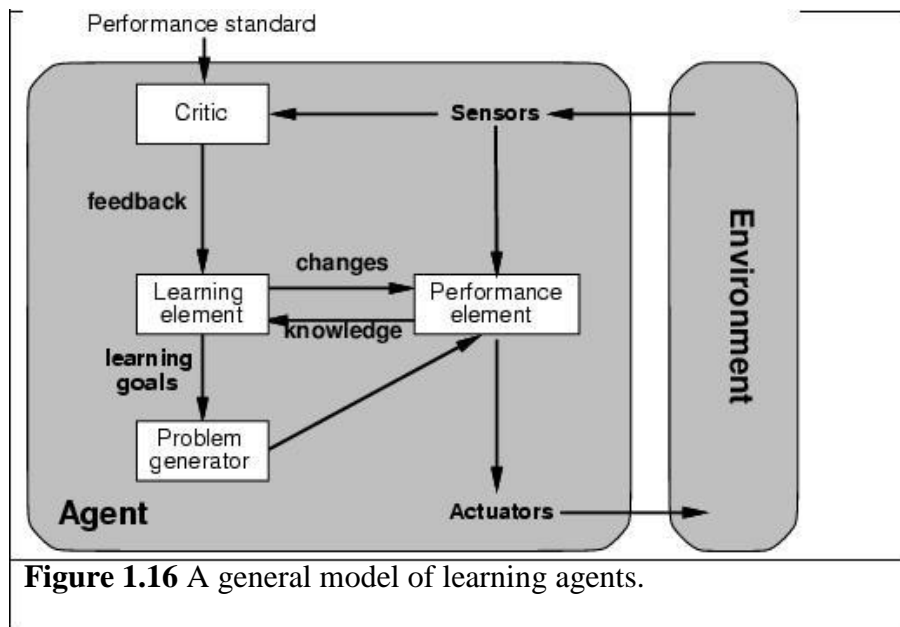 Performance standard
Critic
Sensors
feedback
changes
Learning
element
Performance
element
knowledge
learning
goals
Problem
generator
Agent
Actuators
Environment
Figure 1.16 A general model of learning agents.